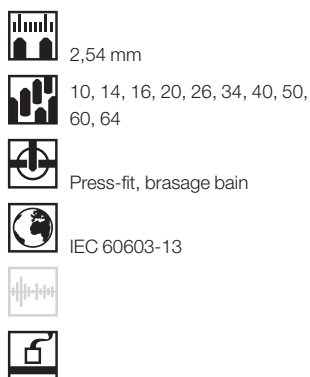 2,54 mm
10, 14, 16, 20, 26, 34, 40, 50,
60, 64
Press-fit, brasage bain
IEC 60603-13